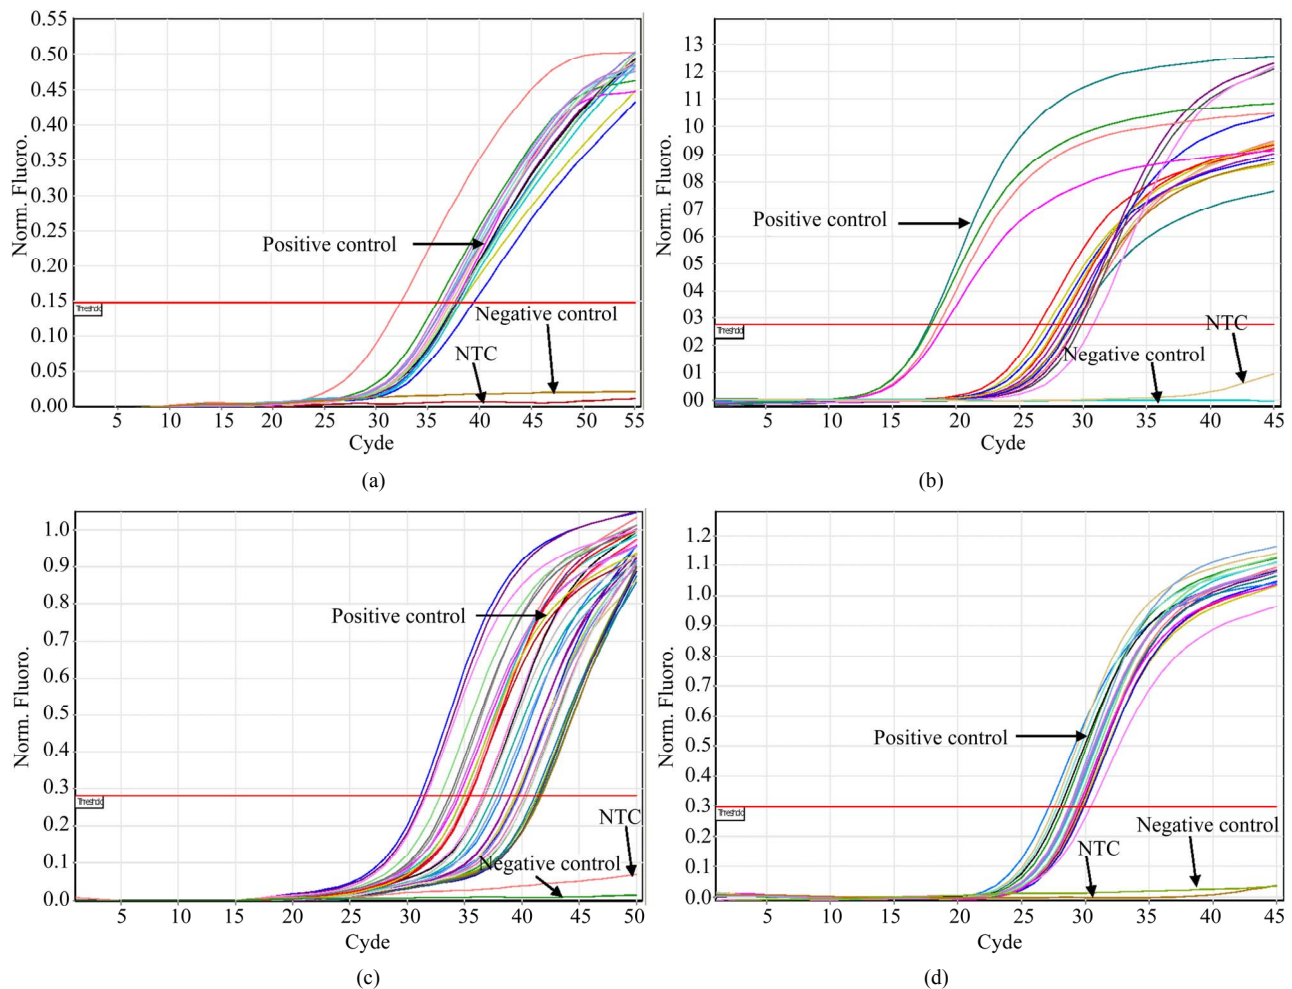 0.55
0.50
0.45
0.40
0.35
0.30
0.25
0.20
0.15
0.10
0.05
0.00
Norm. Fluoro.
Positive control
Threshold
Negative control
NTC
5 10 15 20 25 30 35 40 45 50 55
Cyde
(a)
13
12
11
10
09
08
07
06
05
04
03
02
01
00
Norm. Fluoro.
Positive control
Threshold
NTC
Negative control
5 10 15 20 25 30 35 40 45
Cyde
(b)
1.0
0.9
0.8
0.7
0.6
0.5
0.4
0.3
0.2
0.1
0.0
Norm. Fluoro.
Positive control
Threshold
NTC
Negative control
5 10 15 20 25 30 35 40 45 50
Cyde
(c)
1.2
1.1
1.0
0.9
0.8
0.7
0.6
0.5
0.4
0.3
0.2
0.1
0.0
Norm. Fluoro.
Positive control
Threshold
Negative control
NTC
5 10 15 20 25 30 35 40 45
Cyde
(d)